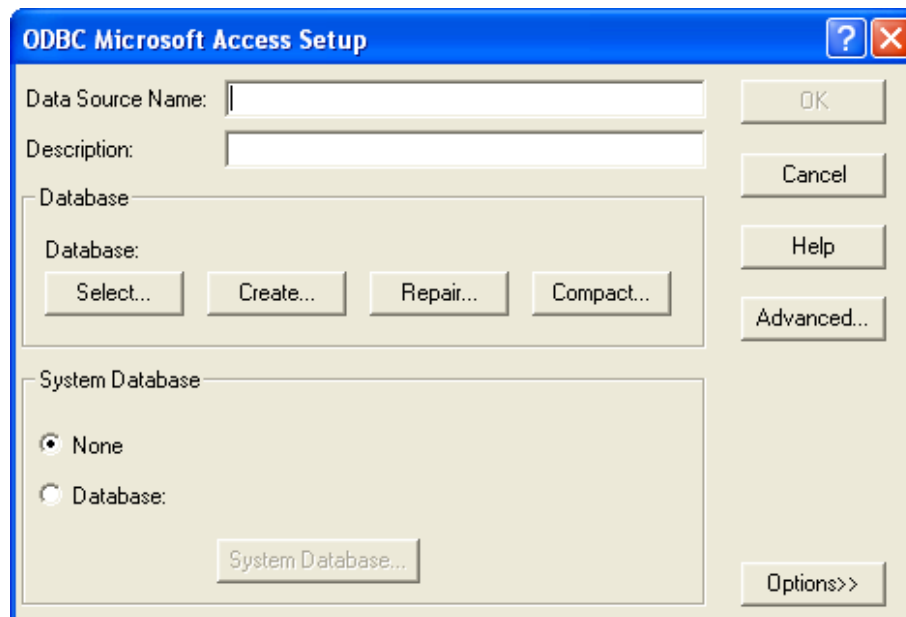 ODBC Microsoft Access Setup
?
Data Source Name:
OK
Description:
Cancel
Database
Database:
Help
Select...
Create...
Repair...
Compact...
Advanced...
System Database
None
Database:
System Database...
Options>>